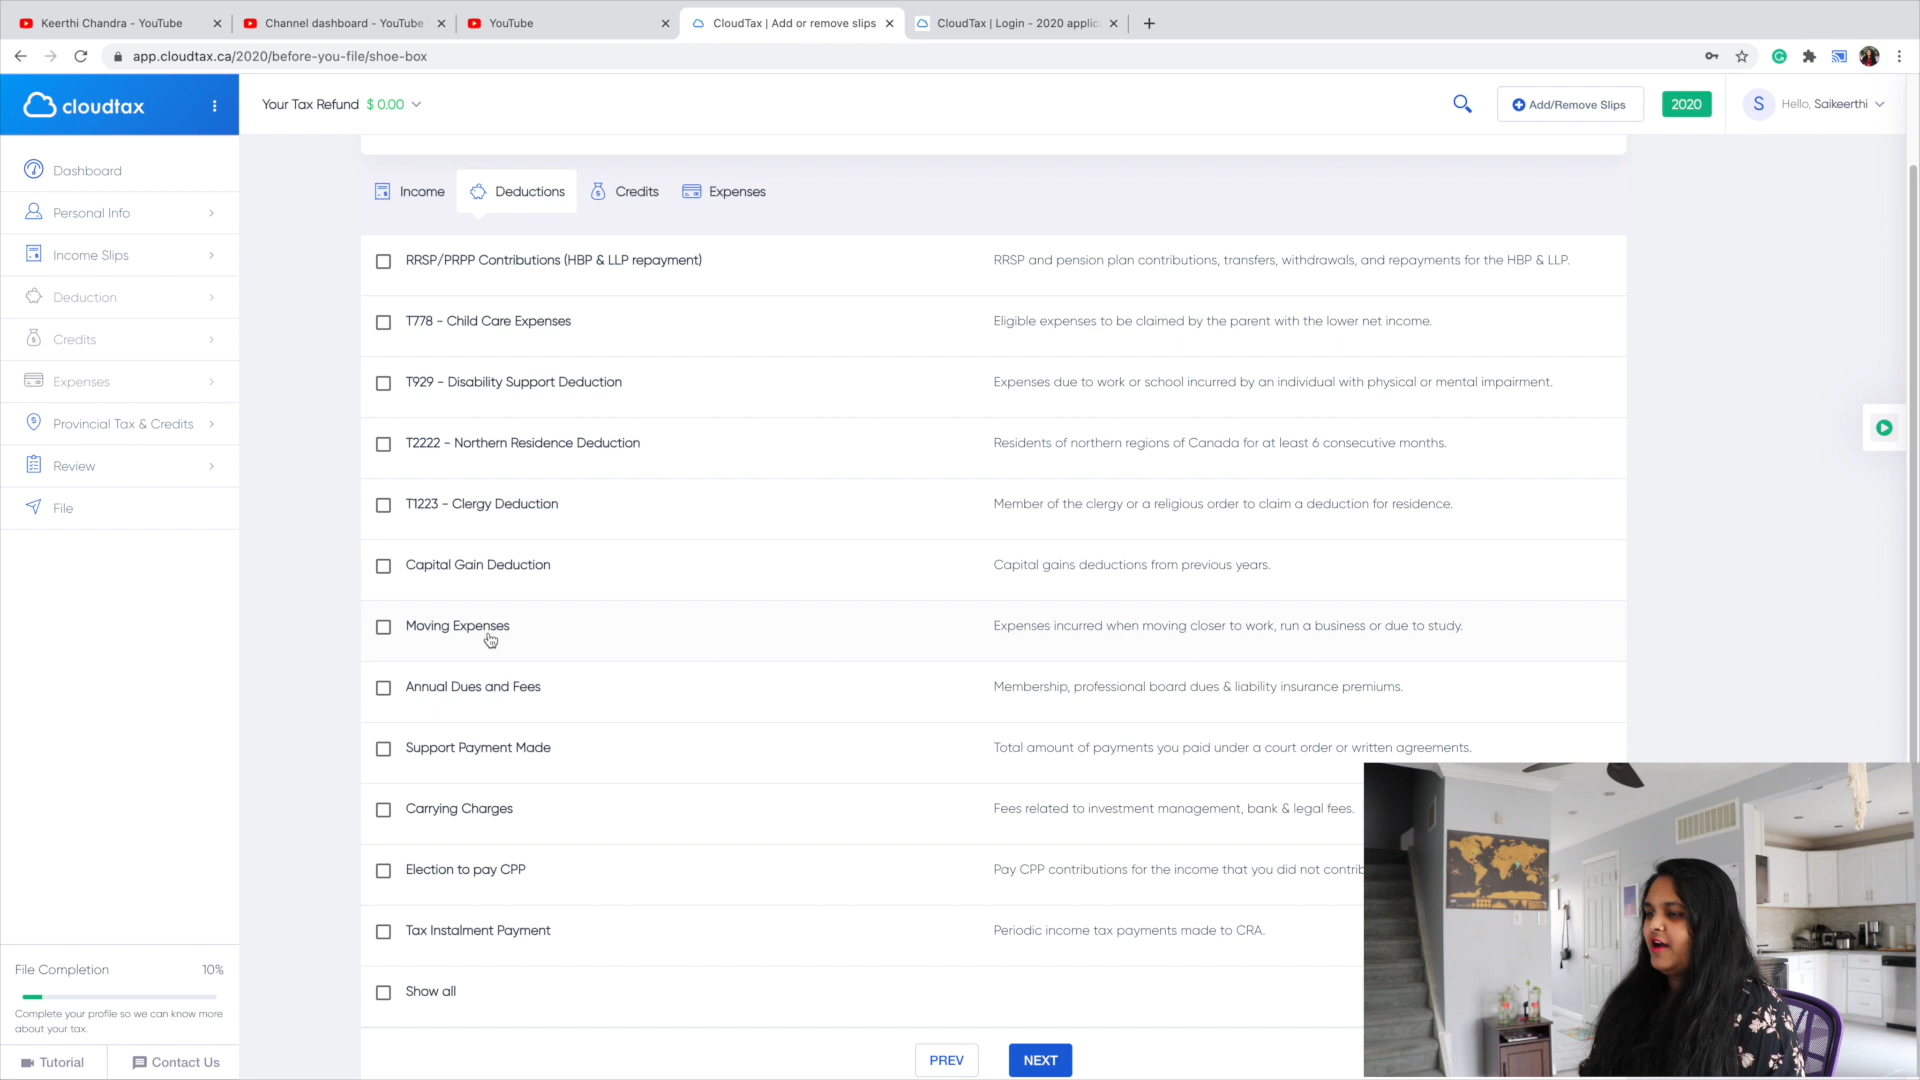 Keerthi Chandra - YouTube
Channel dashboard - YouTube
YouTube
CloudTax | Add or remove slips
CloudTax | Login - 2020 applic
app.cloudtax.ca/2020/before-you-file/shoe-box
cloudtax
Your Tax Refund $ 0.00
Add/Remove Slips
2020
S
Hello, Saikeerthi
Dashboard
Personal Info
Income Slips
Deduction
Credits
Expenses
Provincial Tax & Credits
Review
File
Income
Deductions
Credits
Expenses
RRSP/PRPP Contributions (HBP & LLP repayment)
RRSP and pension plan contributions, transfers, withdrawals, and repayments for the HBP & LLP.
T778 - Child Care Expenses
Eligible expenses to be claimed by the parent with the lower net income.
T929 - Disability Support Deduction
Expenses due to work or school incurred by an individual with physical or mental impairment.
T2222 - Northern Residence Deduction
Residents of northern regions of Canada for at least 6 consecutive months.
T1223 - Clergy Deduction
Member of the clergy or a religious order to claim a deduction for residence.
Capital Gain Deduction
Capital gains deductions from previous years.
Moving Expenses
Expenses incurred when moving closer to work, run a business or due to study.
Annual Dues and Fees
Membership, professional board dues & liability insurance premiums.
Support Payment Made
Total amount of payments you paid under a court order or written agreements.
Carrying Charges
Fees related to investment management, bank & legal fees.
Election to pay CPP
Pay CPP contributions for the income that you did not contrib
Tax Instalment Payment
Periodic income tax payments made to CRA.
Show all
File Completion 10%
Complete your profile so we can know more
about your tax.
Tutorial
Contact Us
PREV
NEXT